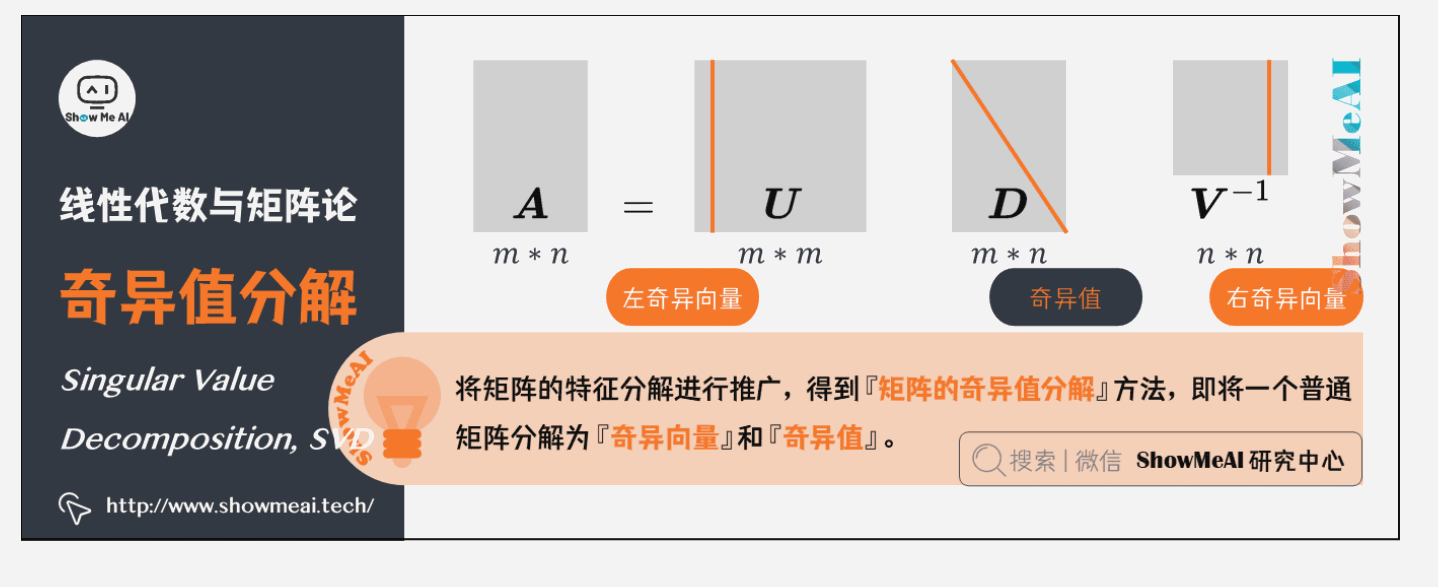 Show Me AI
线性代数与矩阵论
奇异值分解
Singular Value
Decomposition, SVD
http://www.showmeai.tech/
A = U D V⁻¹
m * n m * m m * n n * n
左奇异向量 奇异值 右奇异向量
ShowMeAI
ShowMeAI
将矩阵的特征分解进行推广，得到『矩阵的奇异值分解』方法，即将一个普通
矩阵分解为『奇异向量』和『奇异值』。
搜索 | 微信 ShowMeAI 研究中心